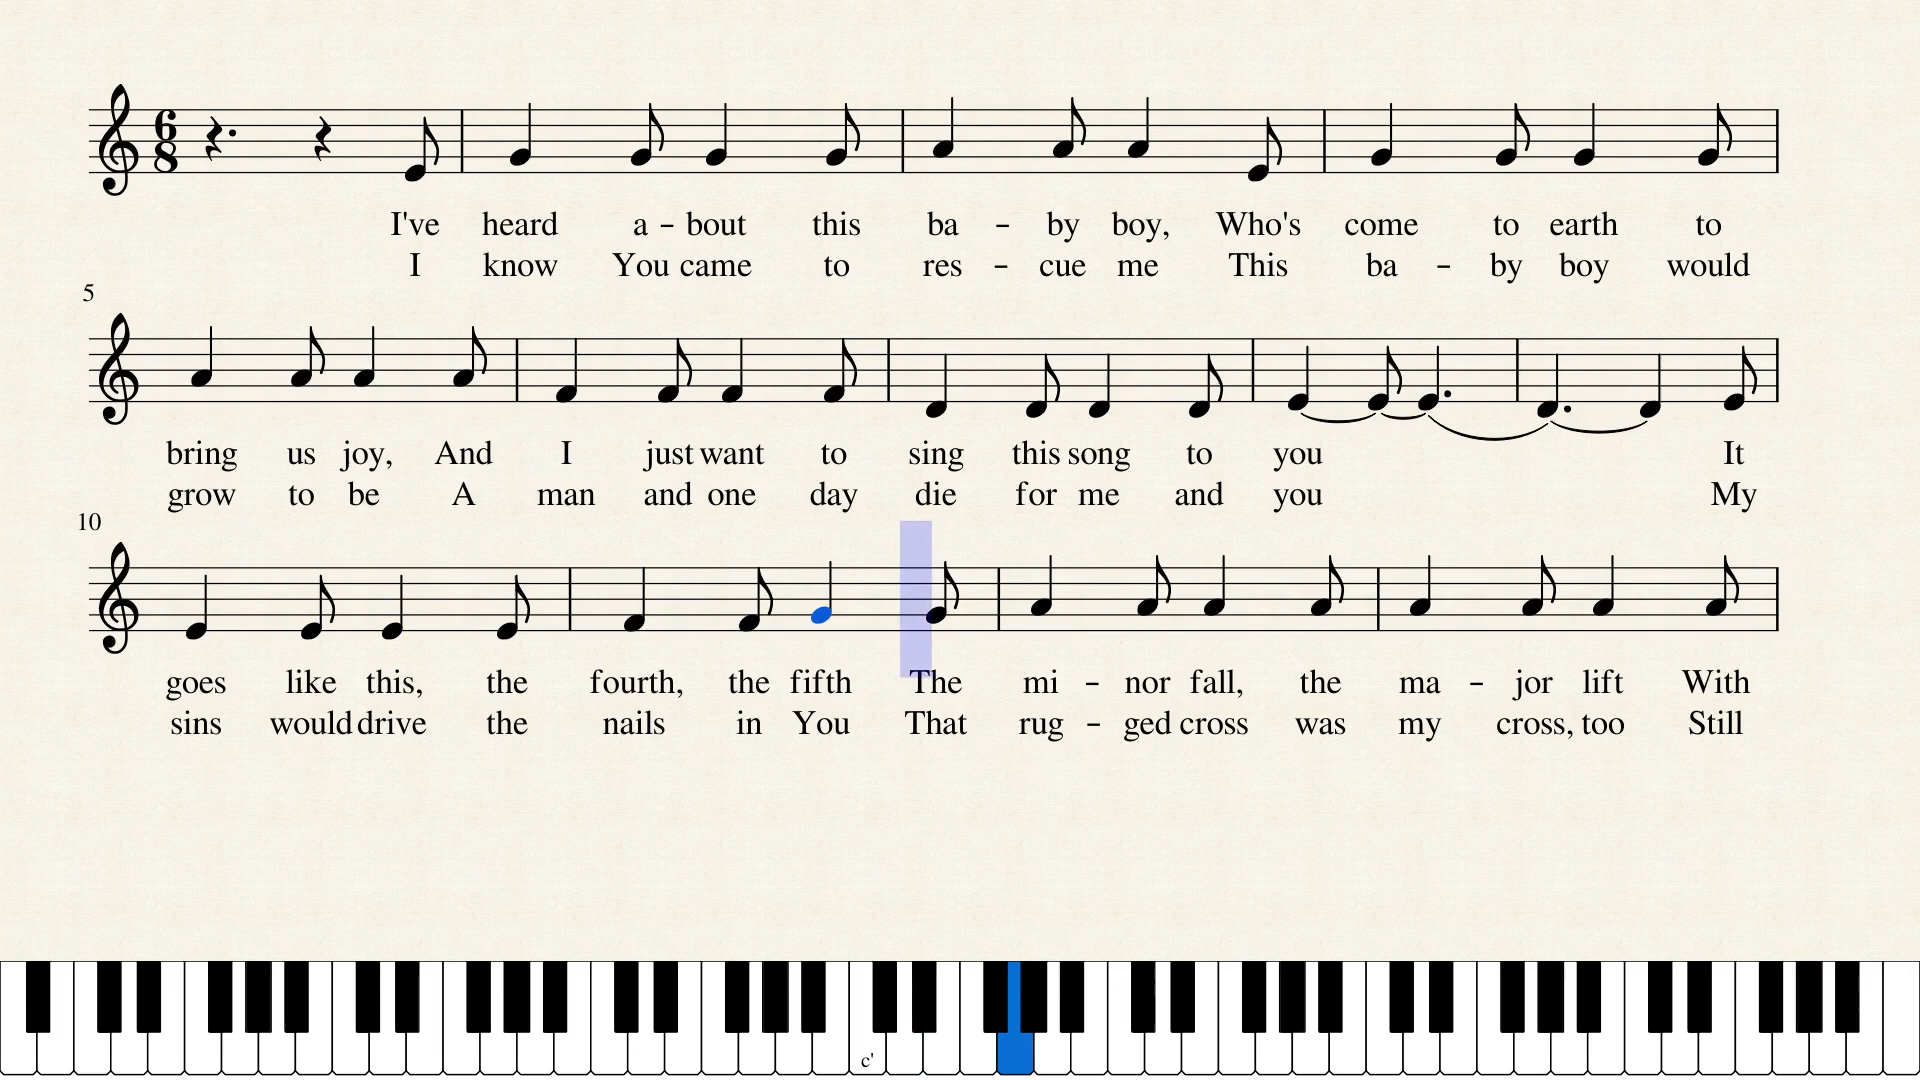 6
8
I've heard a - bout this ba - by boy, Who's come to earth to
I know You came to res - cue me This ba - by boy would
5
bring us joy, And I just want to sing this song to you It
grow to be A man and one day die for me and you My
10
goes like this, the fourth, the fifth The mi - nor fall, the ma - jor lift With
sins would drive the nails in You That rug - ged cross was my cross, too Still
c'